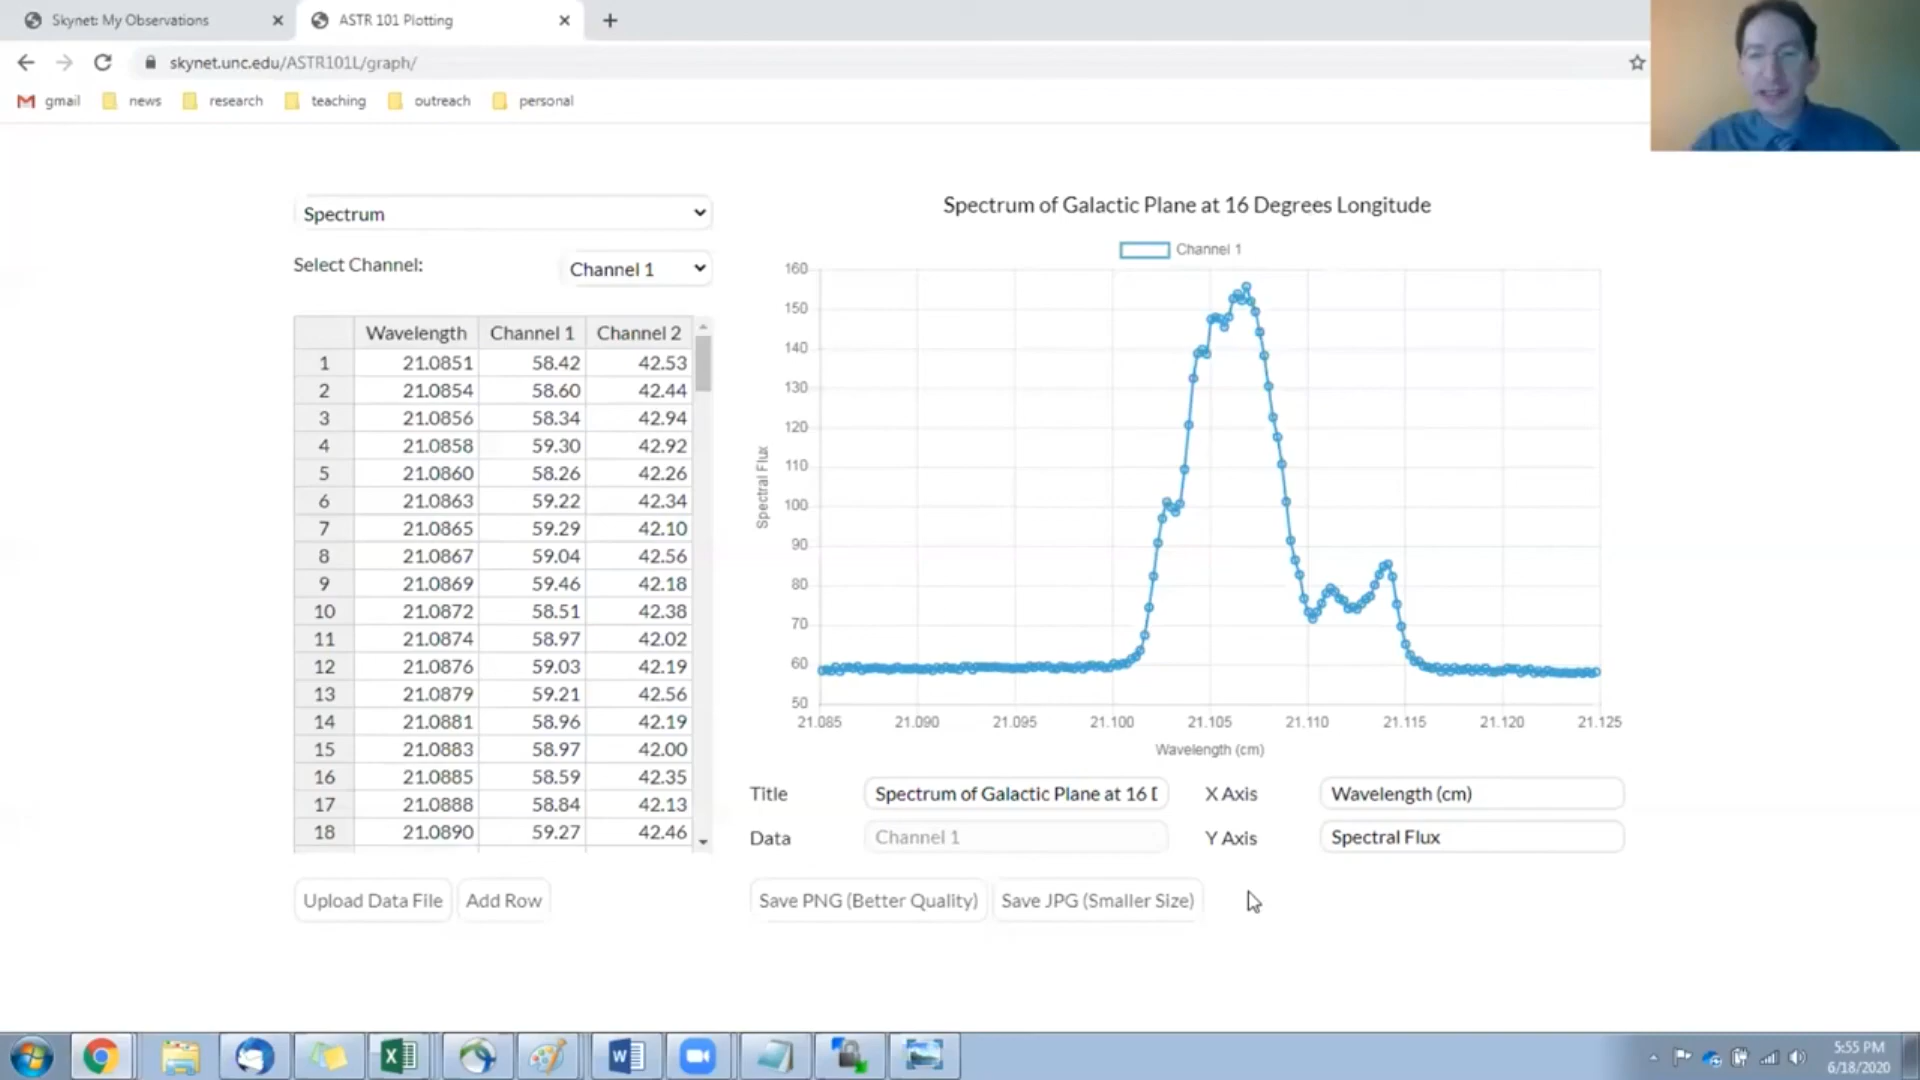 Skynet: My Observations
ASTR 101 Plotting
skynet.unc.edu/ASTR101L/graph/
gmail news research teaching outreach personal
Spectrum
Select Channel: Channel 1
Wavelength Channel 1 Channel 2
1 21.0851 58.42 42.53
2 21.0854 58.60 42.44
3 21.0856 58.34 42.94
4 21.0858 59.30 42.92
5 21.0860 58.26 42.26
6 21.0863 59.22 42.34
7 21.0865 59.29 42.10
8 21.0867 59.04 42.56
9 21.0869 59.46 42.18
10 21.0872 58.51 42.38
11 21.0874 58.97 42.02
12 21.0876 59.03 42.19
13 21.0879 59.21 42.56
14 21.0881 58.96 42.19
15 21.0883 58.97 42.00
16 21.0885 58.59 42.35
17 21.0888 58.84 42.13
18 21.0890 59.27 42.46
Upload Data File Add Row
Spectrum of Galactic Plane at 16 Degrees Longitude
Channel 1
160
150
140
130
120
110
100
90
80
70
60
50
Spectral Flux
21.085 21.090 21.095 21.100 21.105 21.110 21.115 21.120 21.125
Wavelength (cm)
Title Spectrum of Galactic Plane at 16 D X Axis Wavelength (cm)
Data Channel 1 Y Axis Spectral Flux
Save PNG (Better Quality) Save JPG (Smaller Size)
5:55 PM
6/18/2020